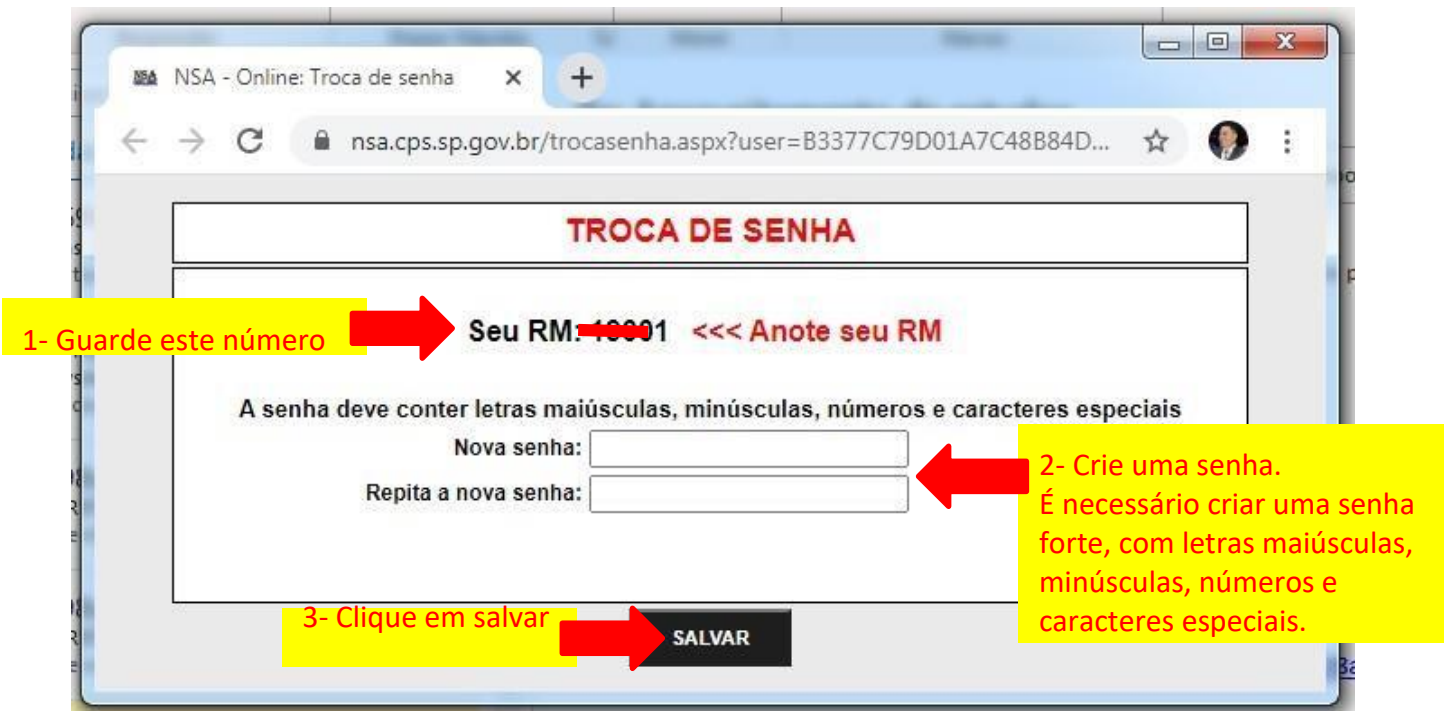 NSA - Online: Troca de senha
nsa.cps.sp.gov.br/trocasenha.aspx?user=B3377C79D01A7C48B84D...
TROCA DE SENHA
1- Guarde este número
Seu RM: <<< Anote seu RM
A senha deve conter letras maiúsculas, minúsculas, números e caracteres especiais
Nova senha:
Repita a nova senha:
2- Crie uma senha.
É necessário criar uma senha
forte, com letras maiúsculas,
minúsculas, números e
caracteres especiais.
3- Clique em salvar
SALVAR